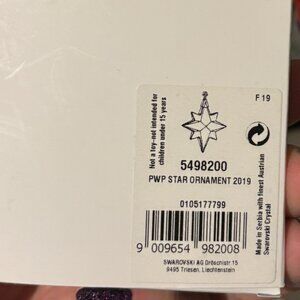 F 19
Not a toy-not intended for
children under 15 years
5498200
PWP STAR ORNAMENT 2019
0105177799
9 009654 982008
SWAROVSKI AG Dröschistr.15
9495 Triesen, Liechtenstein
Made in Serbia with finest Austrian
Swarovski Crystal